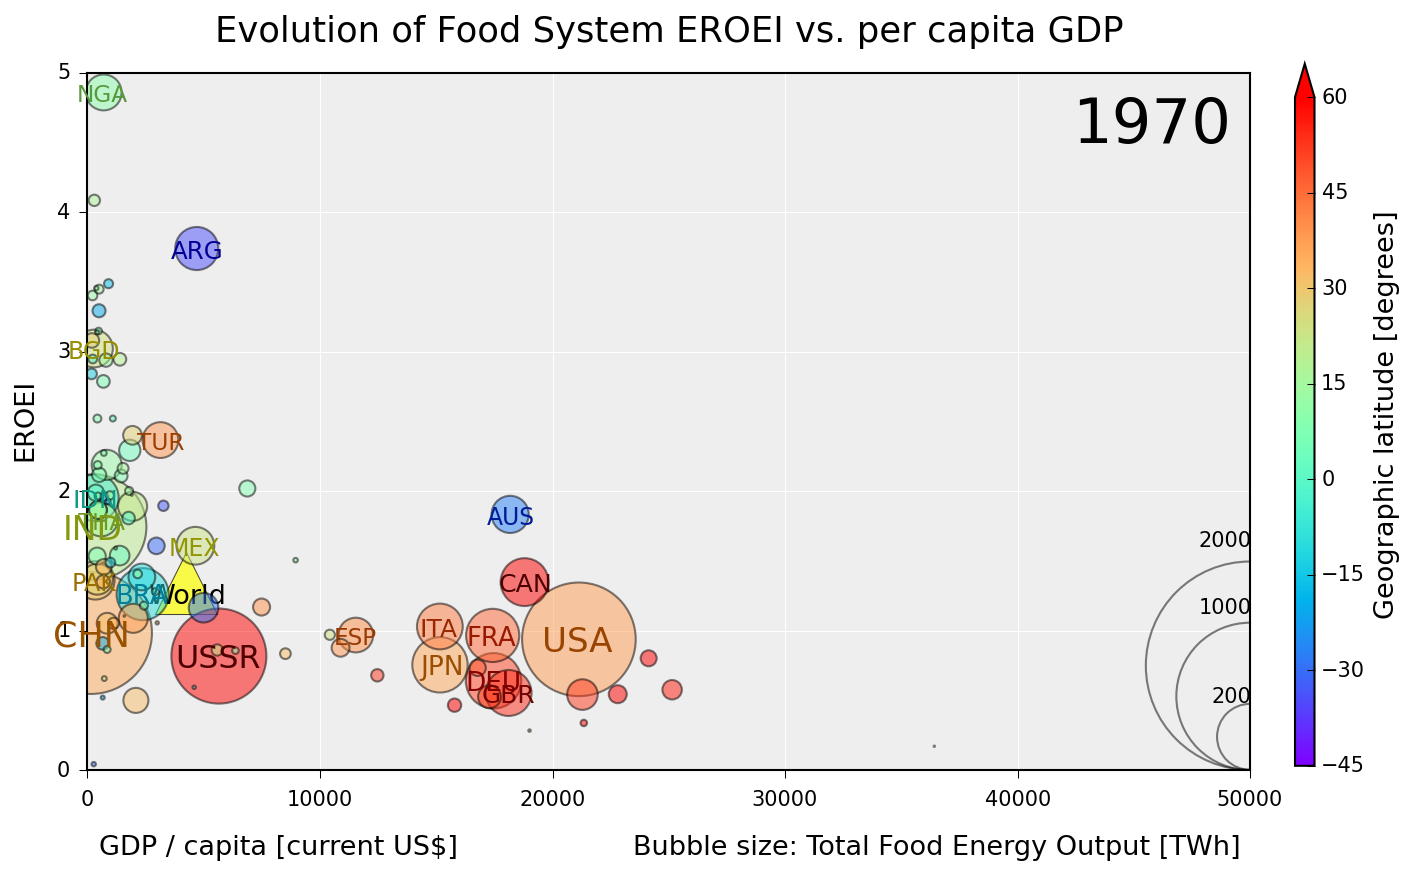 Evolution of Food System EROEI vs. per capita GDP
1970
5
4
3
2
1
0
EROEI
0
10000
20000
30000
40000
50000
GDP / capita [current US$]
Bubble size: Total Food Energy Output [TWh]
NGA
ARG
BGD
TUR
IDN
THA
IND
AUS
MEX
PAK
BRA
World
CAN
CHN
ESP
ITA
FRA
USA
USSR
JPN
DEU
GBR
2000
1000
200
60
45
30
15
0
−15
−30
−45
Geographic latitude [degrees]